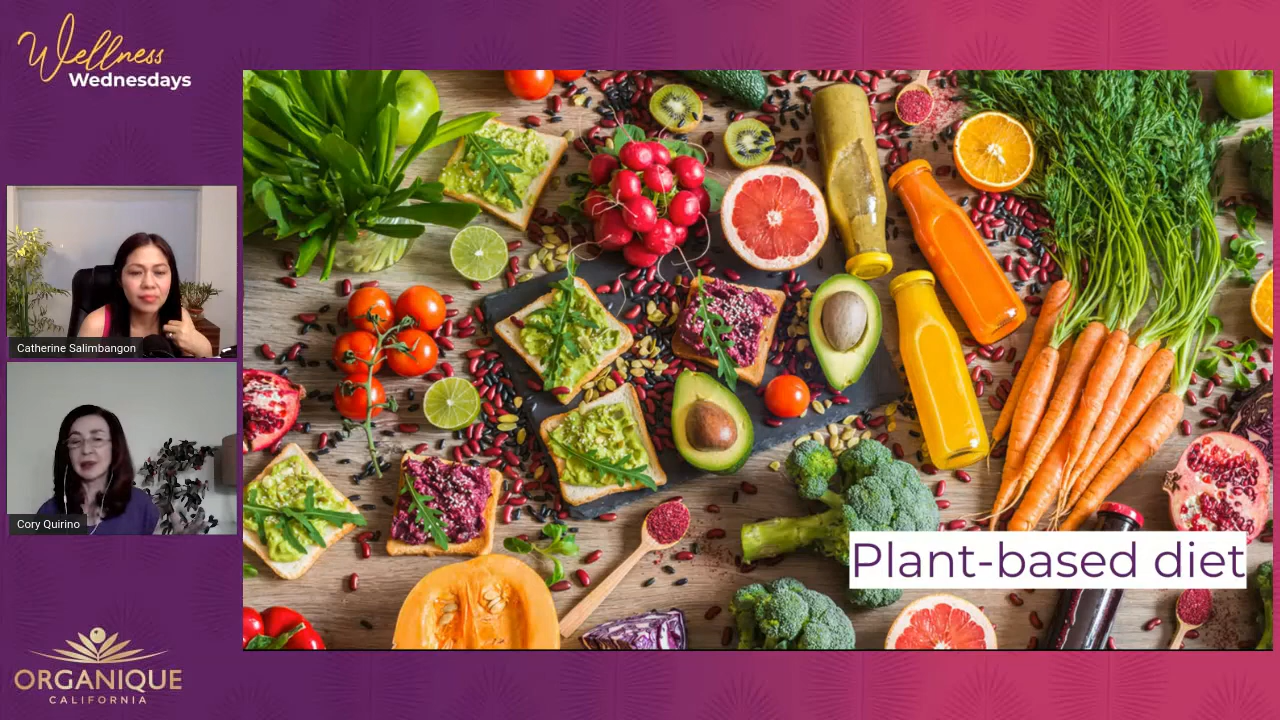 Wellness
Wednesdays
Catherine Salimbangon
Cory Quirino
Plant-based diet
ORGANIQUE
CALIFORNIA